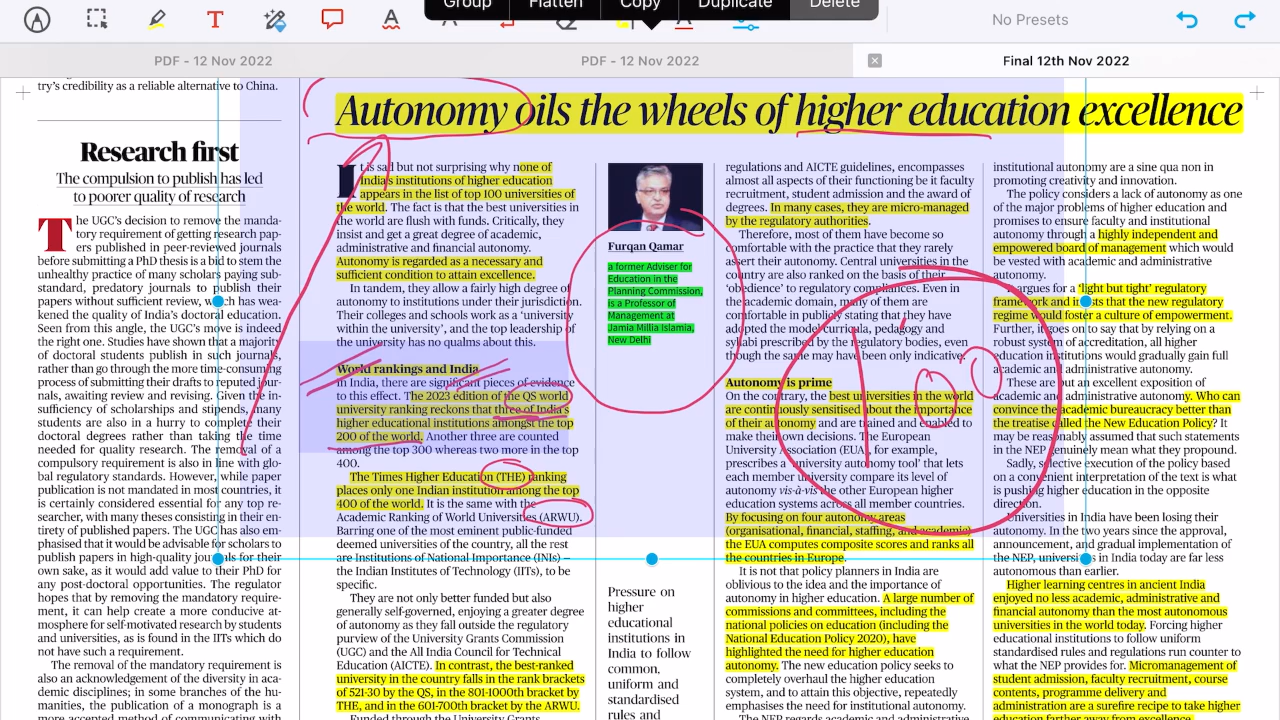 Group Flatten Copy Duplicate Delete
No Presets
PDF - 12 Nov 2022
PDF - 12 Nov 2022
Final 12th Nov 2022
try's credibility as a reliable alternative to China.
Research first
The compulsion to publish has led
to poorer quality of research
The UGC's decision to remove the manda-
tory requirement of getting research pap-
ers published in peer-reviewed journals
before submitting a PhD thesis is a bid to stem the
unhealthy practice of many scholars paying sub-
standard, predatory journals to publish their
papers without sufficient review, which has wea-
kened the quality of India's doctoral education.
Seen from this angle, the UGC's move is indeed
the right one. Studies have shown that a majority
of doctoral students publish in such journals,
rather than go through the more time-consuming
process of submitting their drafts to reputed jour-
nals, awaiting review and revising. Given the in-
sufficiency of scholarships and stipends, many
students are also in a hurry to complete their
doctoral degrees rather than taking the time
needed for quality research. The removal of a
compulsory requirement is also in line with glo-
bal regulatory standards. However, while paper
publication is not mandated in most countries, it
is certainly considered essential for any top re-
searcher, with many theses consisting in their en-
tirety of published papers. The UGC has also em-
phasised that it would be advisable for scholars to
publish papers in high-quality journals for their
own sake, as it would add value to their PhD for
any post-doctoral opportunities. The regulator
hopes that by removing the mandatory require-
ment, it can help create a more conducive at-
mosphere for self-motivated research by students
and universities, as is found in the IITs which do
not have such a requirement.
The removal of the mandatory requirement is
also an acknowledgement of the diversity in aca-
demic disciplines; in some branches of the hu-
manities, the publication of a monograph is a
more accepted method of communicating with
Autonomy oils the wheels of higher education excellence
It is sad but not surprising why none of
India's institutions of higher education
appears in the list of top 100 universities of
the world. The fact is that the best universities in
the world are flush with funds. Critically, they
insist and get a great degree of academic,
administrative and financial autonomy.
Autonomy is regarded as a necessary and
sufficient condition to attain excellence.
In tandem, they allow a fairly high degree of
autonomy to institutions under their jurisdiction.
Their colleges and schools work as a 'university
within the university', and the top leadership of
the university has no qualms about this.
World rankings and India
In India, there are significant pieces of evidence
to this effect. The 2023 edition of the QS world
university ranking reckons that three of India's
higher educational institutions amongst the top
200 of the world. Another three are counted
among the top 300 whereas two more in the top
400.
The Times Higher Education (THE) ranking
places only one Indian institution among the top
400 of the world. It is the same with the
Academic Ranking of World Universities (ARWU).
Barring one of the most eminent public-funded
deemed universities of the country, all the rest
are Institutions of National Importance (INIs) –
the Indian Institutes of Technology (IITs), to be
specific.
They are not only better funded but also
generally self-governed, enjoying a greater degree
of autonomy as they fall outside the regulatory
purview of the University Grants Commission
(UGC) and the All India Council for Technical
Education (AICTE). In contrast, the best-ranked
university in the country falls in the rank brackets
of 521-30 by the QS, in the 801-1000th bracket by
THE, and in the 601-700th bracket by the ARWU.
Funded through the University Grants
Furqan Qamar
a former Adviser for
Education in the
Planning Commission,
is a Professor of
Management at
Jamia Millia Islamia,
New Delhi
Pressure on
higher
educational
institutions in
India to follow
common,
uniform and
standardised
rules and
regulations and AICTE guidelines, encompasses
almost all aspects of their functioning be it faculty
recruitment, student admission and the award of
degrees. In many cases, they are micro-managed
by the regulatory authorities.
Therefore, most of them have become so
comfortable with the practice that they rarely
assert their autonomy. Central universities in the
country are also ranked on the basis of their
'obedience' to regulatory compliances. Even in
the academic domain, many of them are
comfortable in publicly stating that they have
adopted the model curricula, pedagogy and
syllabi prescribed by the regulatory bodies, even
though the same may have been only indicative.
Autonomy is prime
On the contrary, the best universities in the world
are continuously sensitised about the importance
of their autonomy and are trained and enabled to
make their own decisions. The European
University Association (EUA), for example,
prescribes a 'university autonomy tool' that lets
each member university compare its level of
autonomy vis-à-vis the other European higher
education systems across all member countries.
By focusing on four autonomy areas
(organisational, financial, staffing, and academic)
the EUA computes composite scores and ranks all
the countries in Europe.
It is not that policy planners in India are
oblivious to the idea and the importance of
autonomy in higher education. A large number of
commissions and committees, including the
national policies on education (including the
National Education Policy 2020), have
highlighted the need for higher education
autonomy. The new education policy seeks to
completely overhaul the higher education
system, and to attain this objective, repeatedly
emphasises the need for institutional autonomy.
The NEP regards academic and administrative
institutional autonomy are a sine qua non in
promoting creativity and innovation.
The policy considers a lack of autonomy as one
of the major problems of higher education and
promises to ensure faculty and institutional
autonomy through a highly independent and
empowered board of management which would
be vested with academic and administrative
autonomy.
It argues for a 'light but tight' regulatory
framework and insists that the new regulatory
regime would foster a culture of empowerment.
Further, it goes on to say that by relying on a
robust system of accreditation, all higher
education institutions would gradually gain full
academic and administrative autonomy.
These are but an excellent exposition of
academic and administrative autonomy. Who can
convince the academic bureaucracy better than
the treatise called the New Education Policy? It
may be reasonably assumed that such statements
in the NEP genuinely mean what they propound.
Sadly, selective execution of the policy based
on a convenient interpretation of the text is what
is pushing higher education in the opposite
direction.
Universities in India have been losing their
autonomy. In the two years since the approval,
announcement, and gradual implementation of
the NEP, universities in India today are far less
autonomous than earlier.
Higher learning centres in ancient India
enjoyed no less academic, administrative and
financial autonomy than the most autonomous
universities in the world today. Forcing higher
educational institutions to follow uniform
standardised rules and regulations run counter to
what the NEP provides for. Micromanagement of
student admission, faculty recruitment, course
contents, programme delivery and
administration are a surefire recipe to take higher
education farther away from excellence.
100